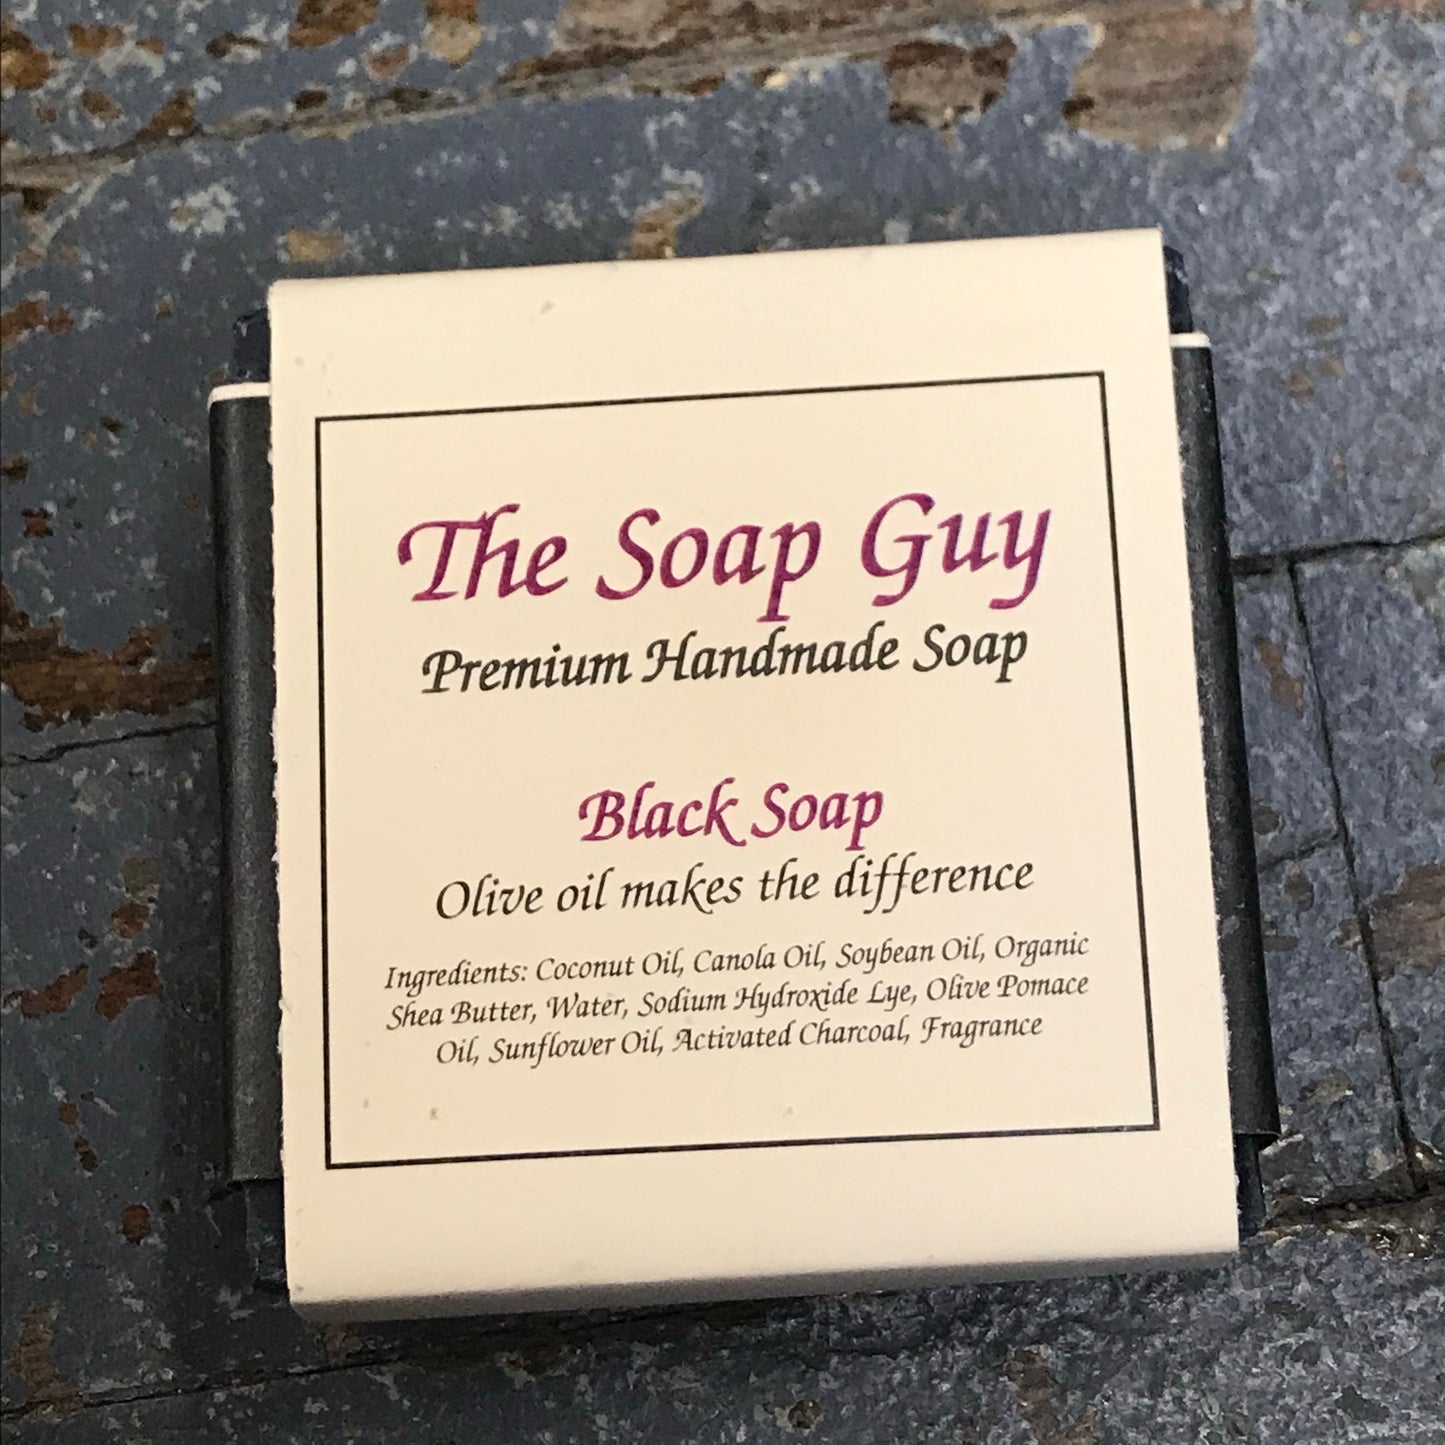 The Soap Guy
Premium Handmade Soap
Black Soap
Olive oil makes the difference
Ingredients: Coconut Oil, Canola Oil, Soybean Oil, Organic
Shea Butter, Water, Sodium Hydroxide Lye, Olive Pomace
Oil, Sunflower Oil, Activated Charcoal, Fragrance